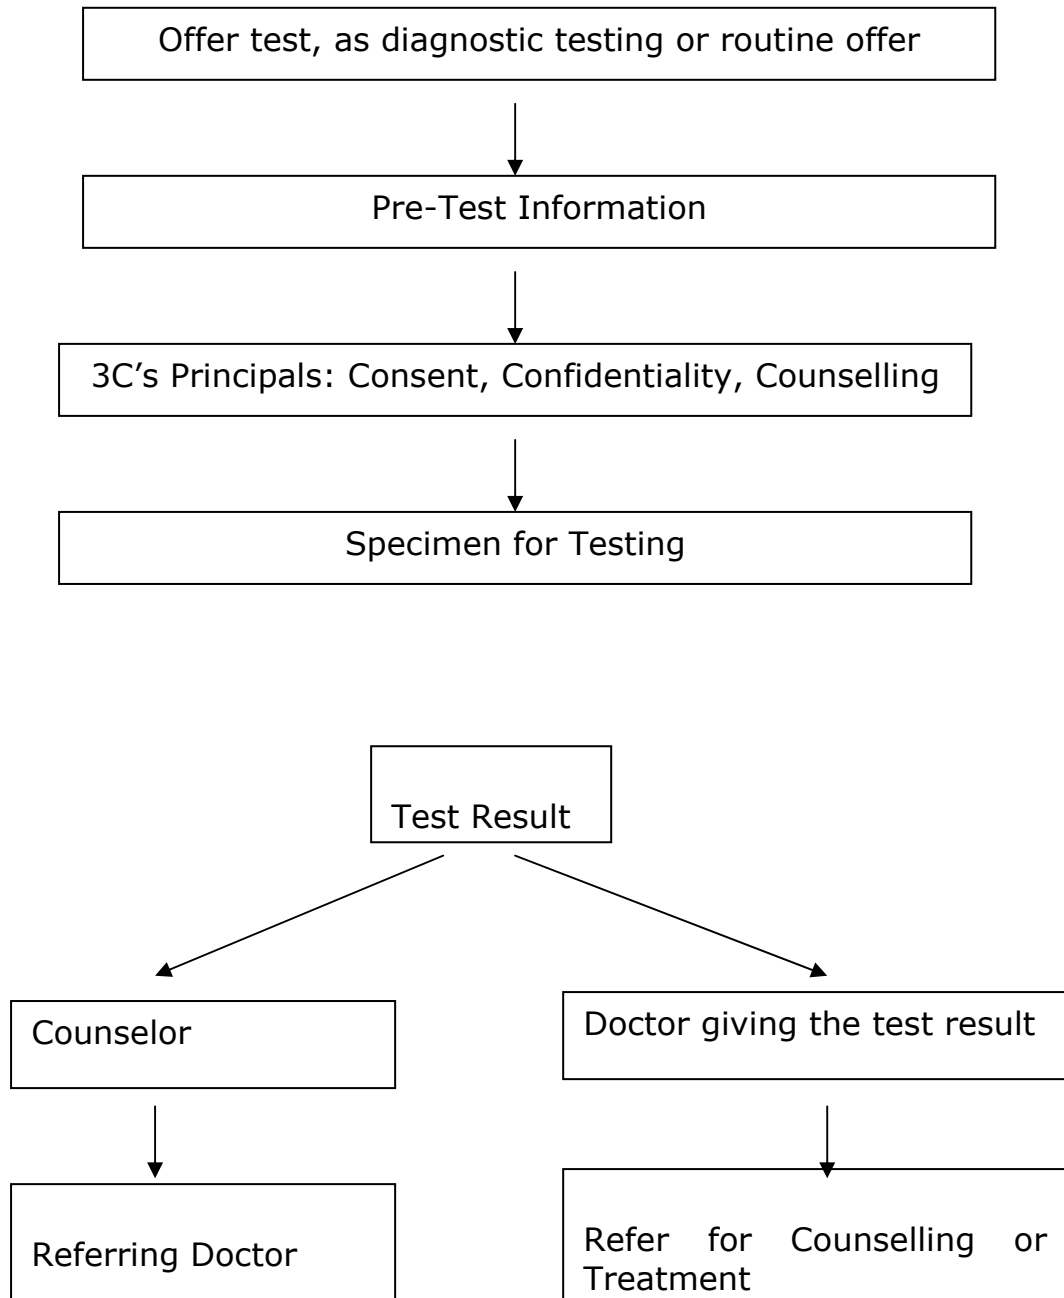 Offer test, as diagnostic testing or routine offer
Pre-Test Information
3C’s Principals: Consent, Confidentiality, Counselling
Specimen for Testing
Test Result
Counselor
Doctor giving the test result
Referring Doctor
Refer for Counselling or
Treatment